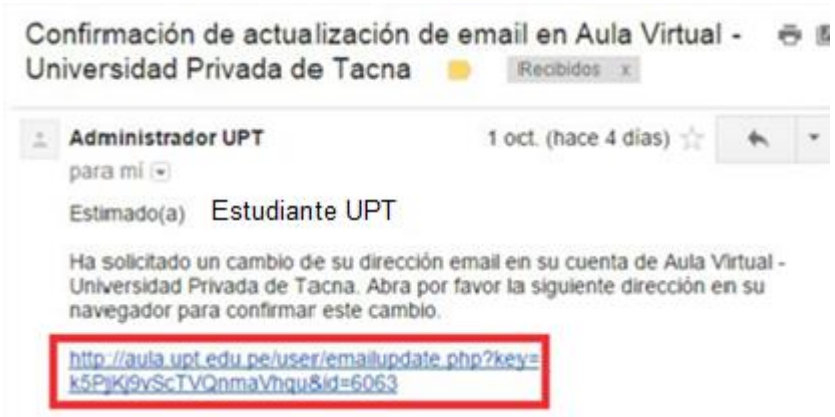 Confirmación de actualización de email en Aula Virtual -
Universidad Privada de Tacna Recibidos x
Administrador UPT 1 oct. (hace 4 días)
para mí
Estimado(a) Estudiante UPT
Ha solicitado un cambio de su dirección email en su cuenta de Aula Virtual -
Universidad Privada de Tacna. Abra por favor la siguiente dirección en su
navegador para confirmar este cambio.
http://aula.upt.edu.pe/user/emailupdate.php?key=
k5PjjKj9vScTVQnmaVhqu&id=6063